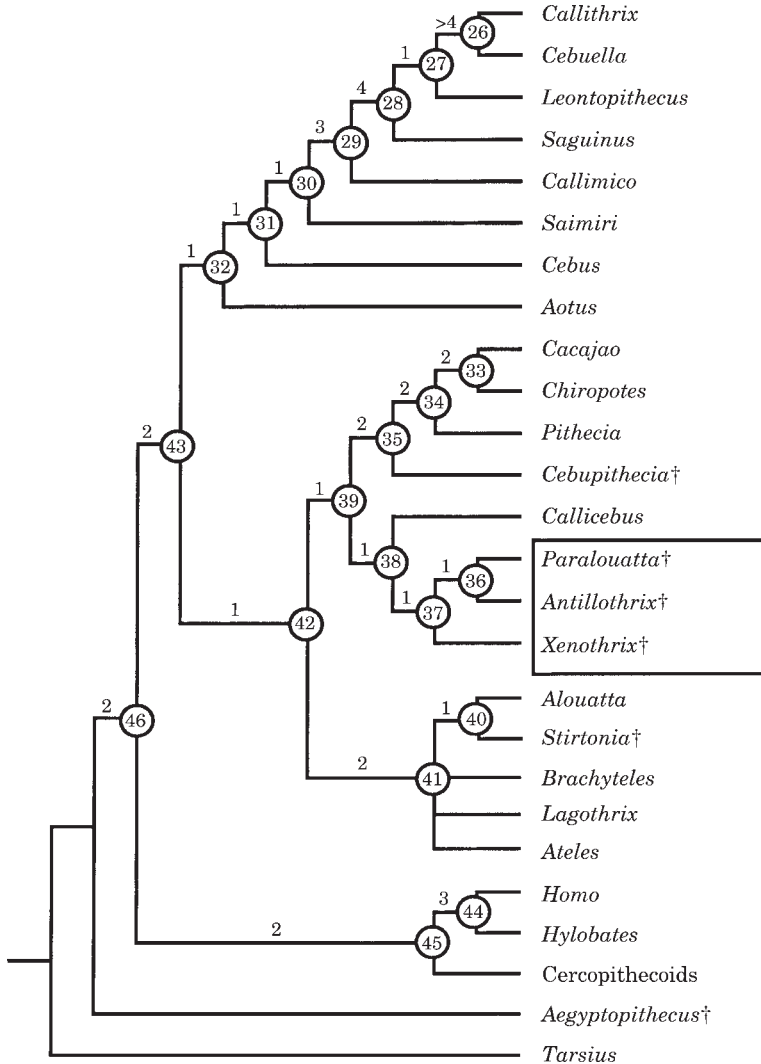 Callithrix
>4 26
Cebuella
1 27
Leontopithecus
4 28
Saguinus
3 29
Callimico
1 30
Saimiri
1 31
Cebus
1 32
Aotus
Cacajao
2 33
Chiropotes
2 34
Pithecia
2 35
2 43
Cebupithecia†
1 39
Callicebus
1 38
Paralouatta†
1 36
Antillothrix†
1 37
1 42
Xenothrix†
Alouatta
1 40
2 46
Stirtonia†
2 41
Brachyteles
Lagothrix
Ateles
Homo
3 44
Hylobates
2 45
Cercopithecoids
Aegyptopithecus†
Tarsius